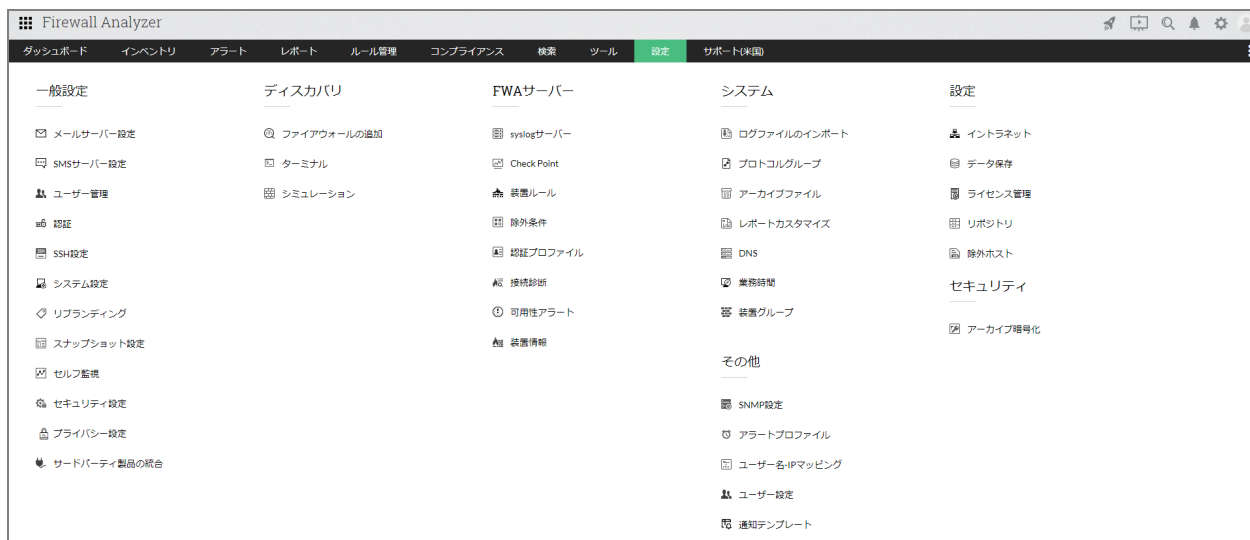 Firewall Analyzer
ダッシュボード インベントリ アラート レポート ルール管理 コンプライアンス 検索 ツール 設定 サポート(米国)
一般設定
メールサーバー設定
SMSサーバー設定
ユーザー管理
認証
SSH設定
システム設定
リブランディング
スナップショット設定
セルフ監視
セキュリティ設定
プライバシー設定
サードパーティ製品の統合
ディスカバリ
ファイアウォールの追加
ターミナル
シミュレーション
FWAサーバー
syslogサーバー
Check Point
装置ルール
除外条件
認証プロファイル
接続診断
可用性アラート
装置情報
システム
ログファイルのインポート
プロトコルグループ
アーカイブファイル
レポートカスタマイズ
DNS
業務時間
装置グループ
その他
SNMP設定
アラートプロファイル
ユーザー名-IPマッピング
ユーザー設定
通知テンプレート
設定
イントラネット
データ保存
ライセンス管理
リポジトリ
除外ホスト
セキュリティ
アーカイブ暗号化